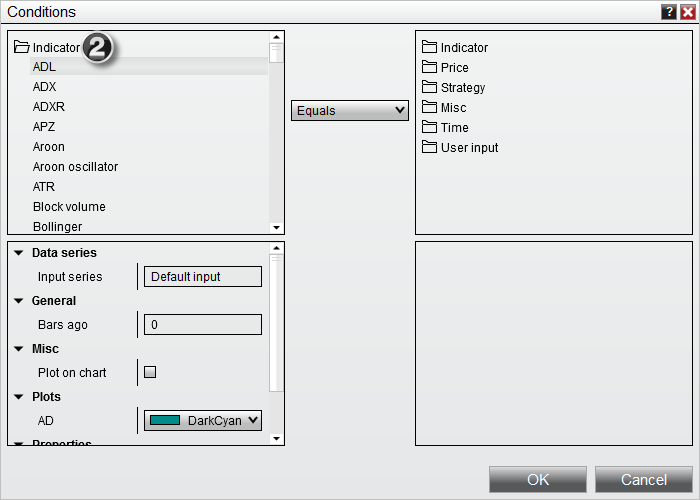 Conditions
?
Indicator 2
ADL
ADX
ADXR
APZ
Aroon
Aroon oscillator
ATR
Block volume
Bollinger
Equals
Indicator
Price
Strategy
Misc
Time
User input
Data series
Input series Default input
General
Bars ago 0
Misc
Plot on chart
Plots
AD DarkCyan
Properties
OK Cancel